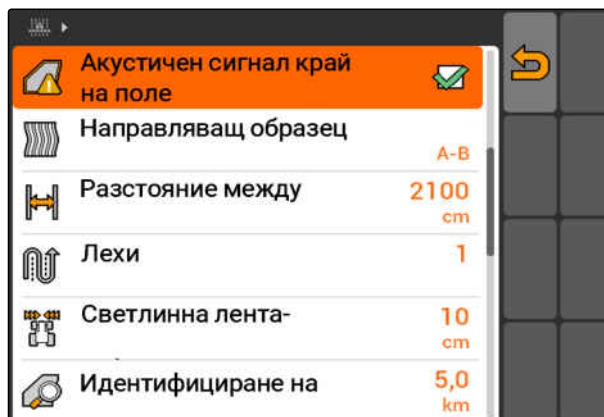 Акустичен сигнал край
на поле
Направляващ образец
A-B
Разстояние между
2100
cm
Лехи
1
Светлинна лента-
10
cm
Идентифициране на
5,0
km